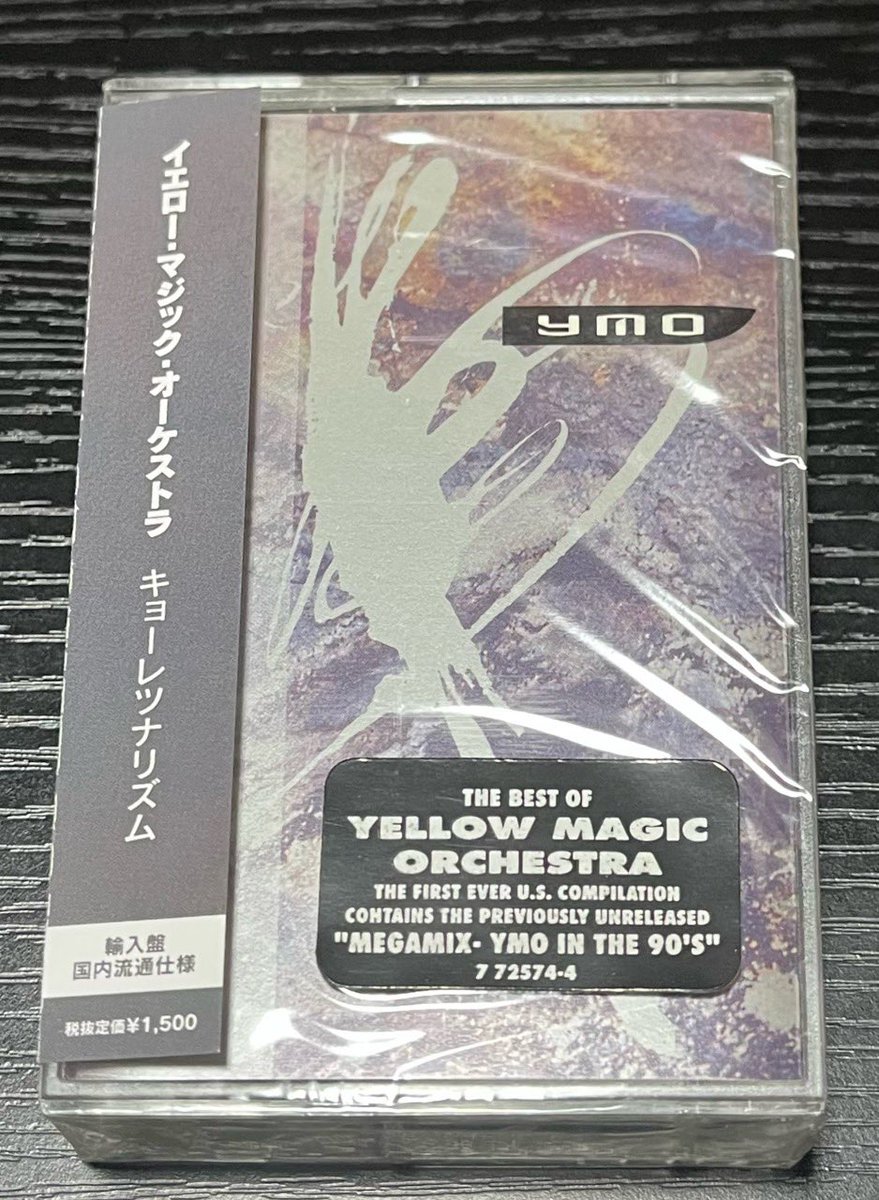 イエロー・マジック・オーケストラ キョーレツナリズム
輸入盤
国内流通仕様
税抜定価¥1,500
YMO
THE BEST OF
YELLOW MAGIC
ORCHESTRA
THE FIRST EVER U.S. COMPILATION
CONTAINS THE PREVIOUSLY UNRELEASED
"MEGAMIX- YMO IN THE 90'S"
7 72574-4